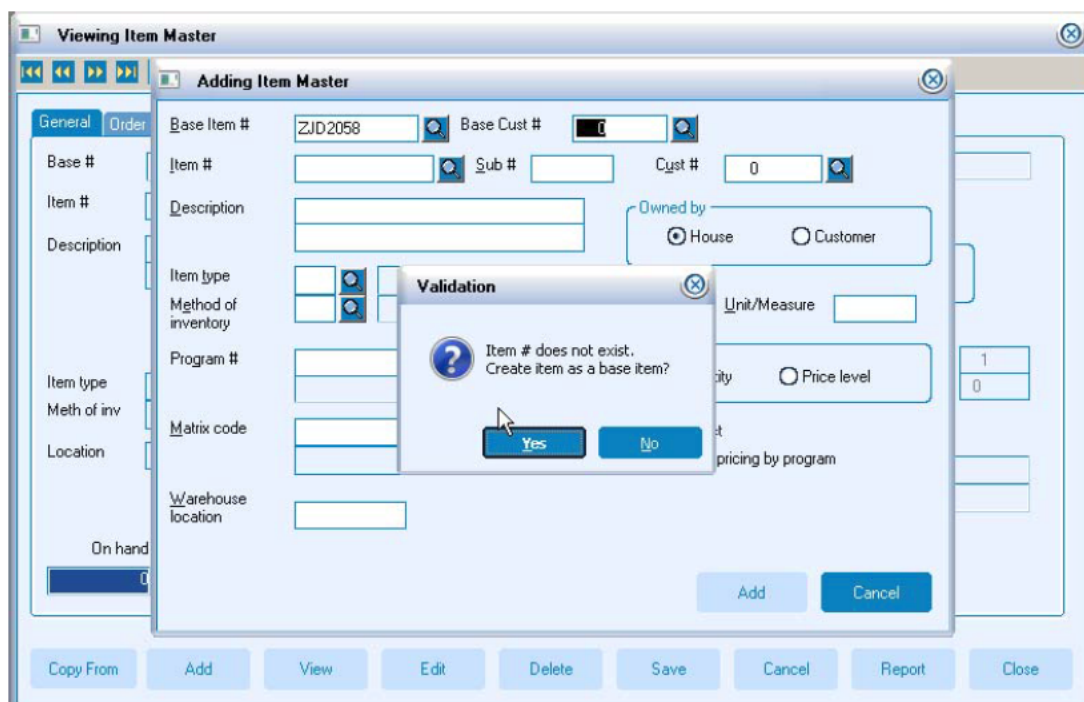 Viewing Item Master
Adding Item Master
General Order
Base #
Item #
Description
Item type
Meth of inv
Location
On hand
0
Base Item # ZJD2058 Base Cust # 0
Item # Sub # Cust # 0
Description
Owned by
House Customer
Item type
Method of
inventory
Unit/Measure
Program #
Price level
Matrix code
pricing by program
Warehouse
location
Validation
Item # does not exist.
Create item as a base item?
Yes No
1
0
Add Cancel
Copy From Add View Edit Delete Save Cancel Report Close